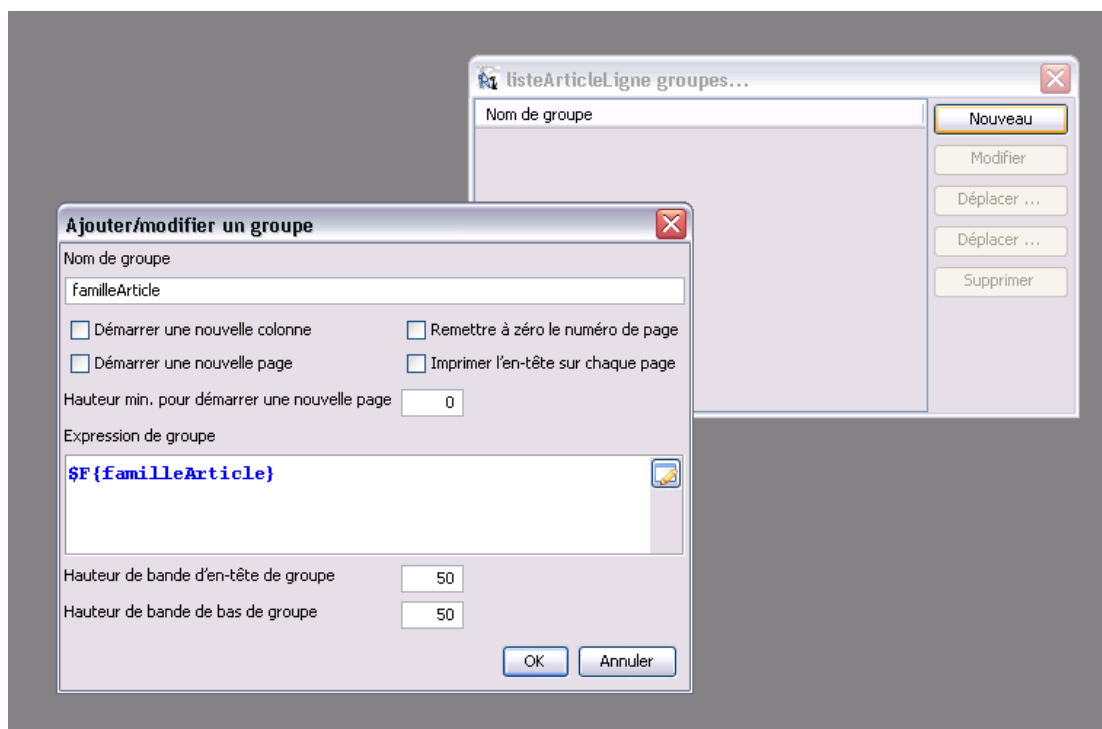 listeArticleLigne groupes...
Nom de groupe
Nouveau
Modifier
Déplacer ...
Déplacer ...
Supprimer
Ajouter/modifier un groupe
Nom de groupe
familleArticle
Démarrer une nouvelle colonne
Remettre à zéro le numéro de page
Démarrer une nouvelle page
Imprimer l'en-tête sur chaque page
Hauteur min. pour démarrer une nouvelle page 0
Expression de groupe
$F{familleArticle}
Hauteur de bande d'en-tête de groupe 50
Hauteur de bande de bas de groupe 50
OK Annuler